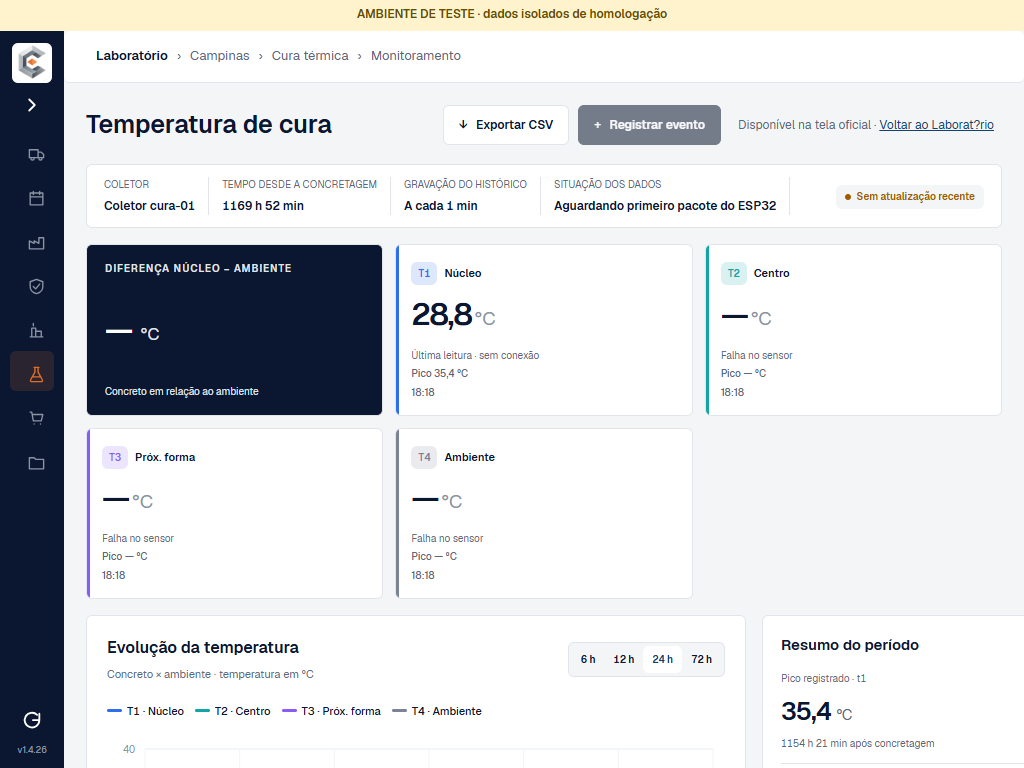 AMBIENTE DE TESTE · dados isolados de homologação
Laboratório › Campinas › Cura térmica › Monitoramento
Temperatura de cura
↓ Exportar CSV
+ Registrar evento
Disponível na tela oficial · Voltar ao Laborat?rio
COLETOR
Coletor cura-01
TEMPO DESDE A CONCRETAGEM
1169 h 52 min
GRAVAÇÃO DO HISTÓRICO
A cada 1 min
SITUAÇÃO DOS DADOS
Aguardando primeiro pacote do ESP32
Sem atualização recente
DIFERENÇA NÚCLEO – AMBIENTE
— °C
Concreto em relação ao ambiente
T1 Núcleo
28,8 °C
Última leitura · sem conexão
Pico 35,4 °C
18:18
T2 Centro
— °C
Falha no sensor
Pico — °C
18:18
T3 Próx. forma
— °C
Falha no sensor
Pico — °C
18:18
T4 Ambiente
— °C
Falha no sensor
Pico — °C
18:18
Evolução da temperatura
Concreto × ambiente · temperatura em °C
6 h 12 h 24 h 72 h
T1 · Núcleo T2 · Centro T3 · Próx. forma T4 · Ambiente
40
Resumo do período
Pico registrado · t1
35,4 °C
1154 h 21 min após concretagem
v1.4.26